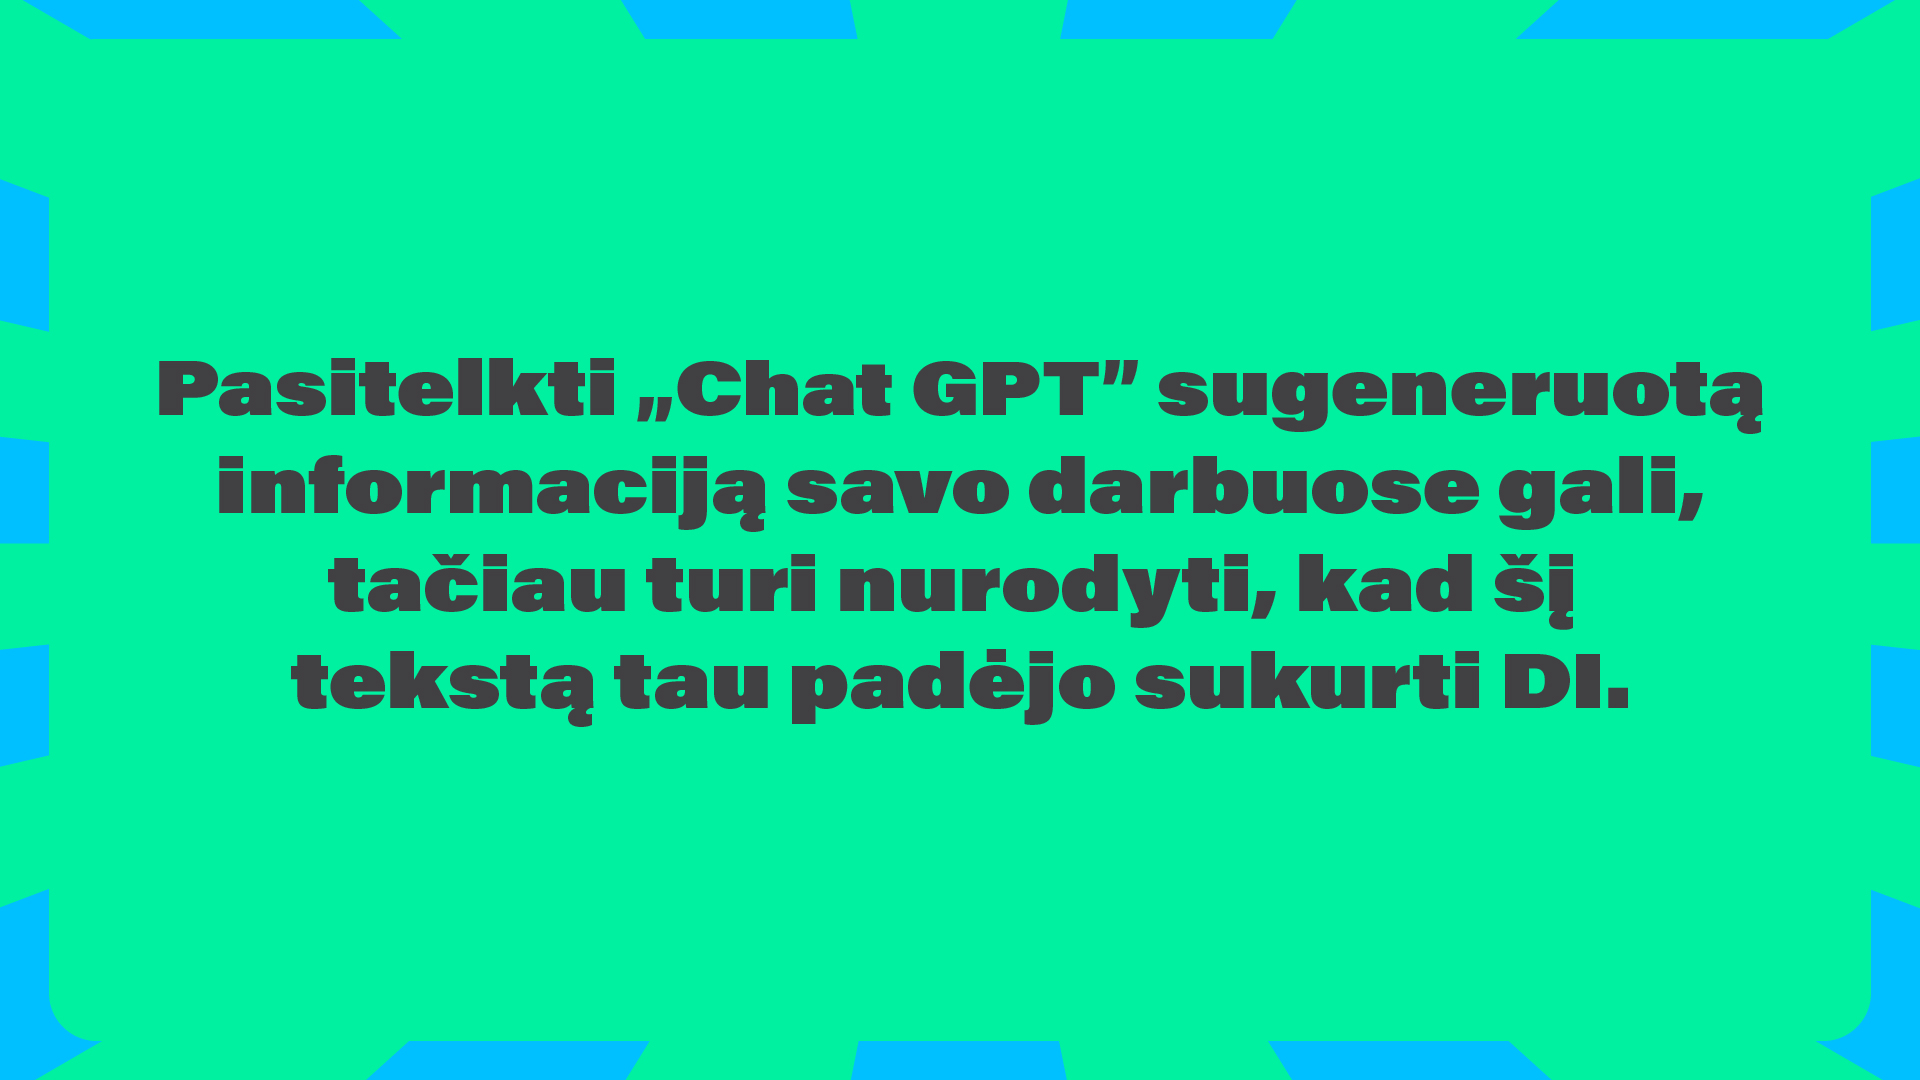 Pasitelkti „Chat GPT” sugeneruotą
informaciją savo darbuose gali,
tačiau turi nurodyti, kad šį
tekstą tau padėjo sukurti DI.